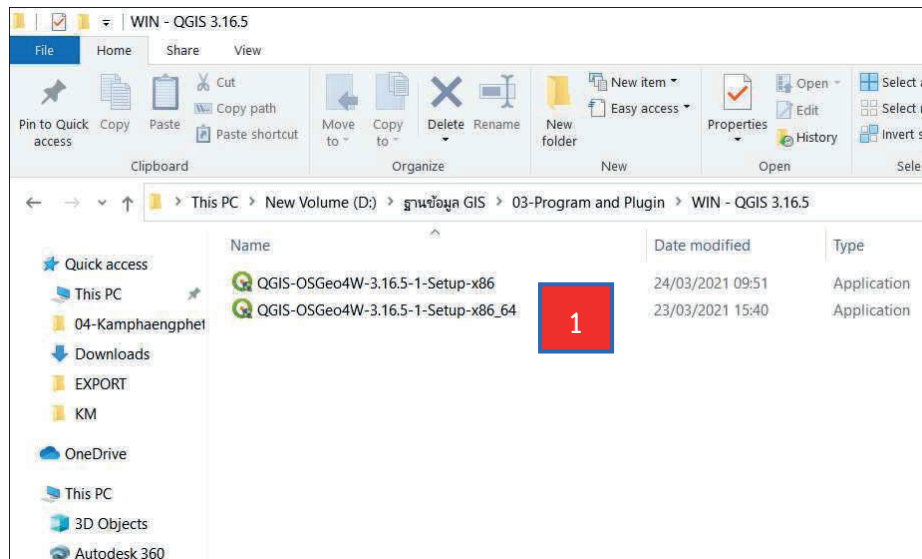 WIN - QGIS 3.16.5
File Home Share View
Pin to Quick access
Copy
Paste
Cut
Copy path
Paste shortcut
Clipboard
Move to
Copy to
Delete
Rename
Organize
New folder
New item
Easy access
New
Properties
Open
Edit
History
Open
Select
Select
Invert
This PC > New Volume (D:) > ฐานข้อมูล GIS > 03-Program and Plugin > WIN - QGIS 3.16.5
Name Date modified Type
QGIS-OSGeo4W-3.16.5-1-Setup-x86 24/03/2021 09:51 Application
QGIS-OSGeo4W-3.16.5-1-Setup-x86_64 23/03/2021 15:40 Application
1
Quick access
This PC
04-Kamphaengphet
Downloads
EXPORT
KM
OneDrive
This PC
3D Objects
Autodesk 360